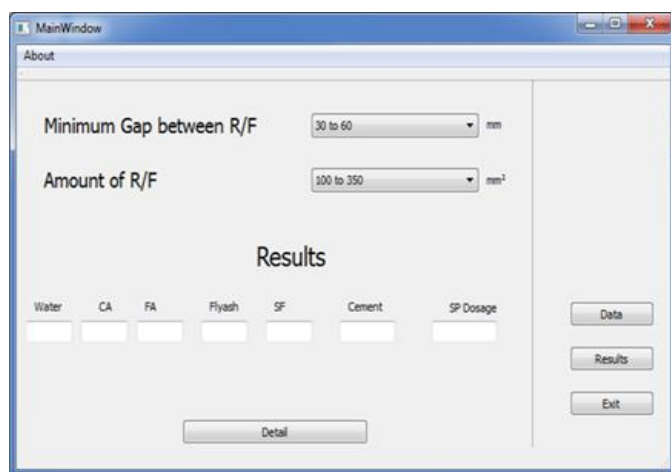 MainWindow
About
Minimum Gap between R/F 30 to 60 mm
Amount of R/F 100 to 350 mm²
Results
Water CA FA Flyash SF Cement SP Dosage
Data
Results
Exit
Detail